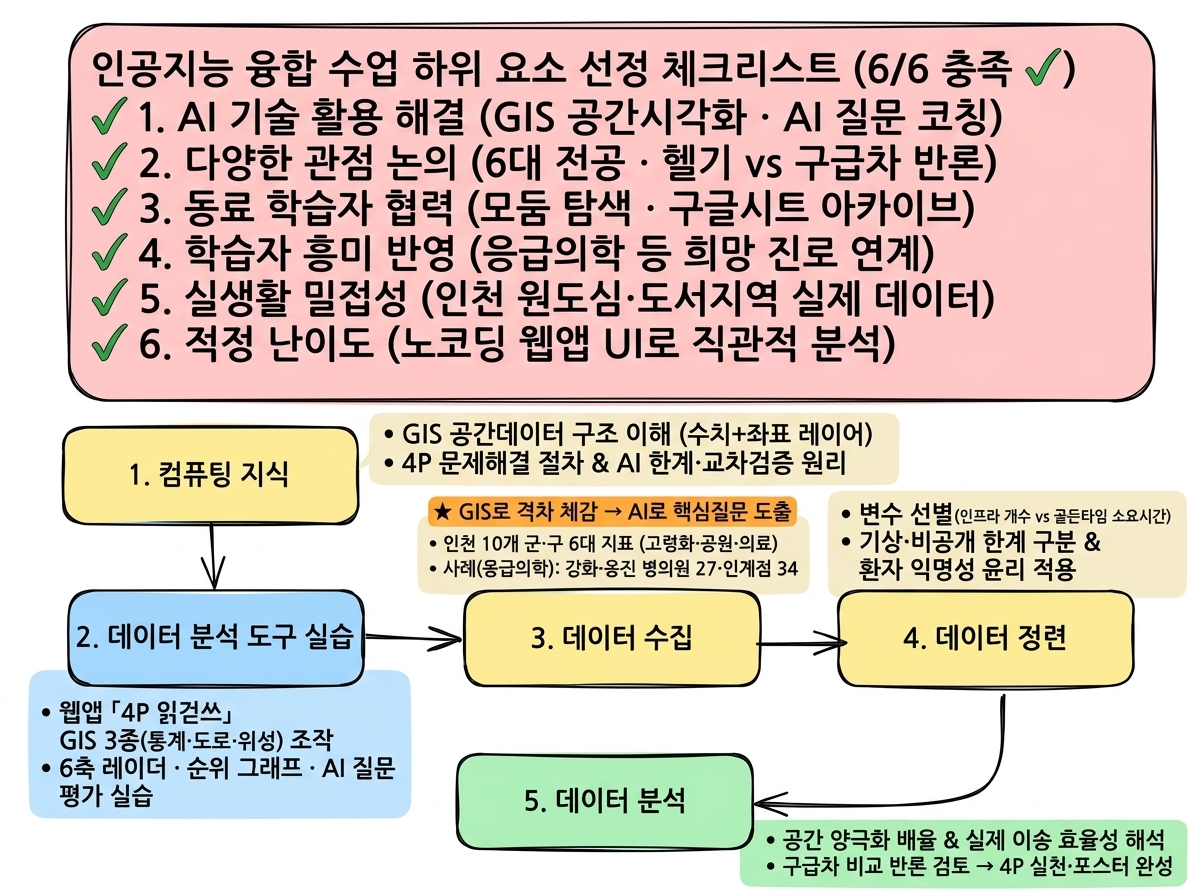 인공지능 융합 수업 하위 요소 선정 체크리스트 (6/6 충족 ✓)
✓ 1. AI 기술 활용 해결 (GIS 공간시각화 · AI 질문 코칭)
✓ 2. 다양한 관점 논의 (6대 전공 · 헬기 vs 구급차 반론)
✓ 3. 동료 학습자 협력 (모둠 탐색 · 구글시트 아카이브)
✓ 4. 학습자 흥미 반영 (응급의학 등 희망 진로 연계)
✓ 5. 실생활 밀접성 (인천 원도심·도서지역 실제 데이터)
✓ 6. 적정 난이도 (노코딩 웹앱 UI로 직관적 분석)
1. 컴퓨팅 지식
• GIS 공간데이터 구조 이해 (수치+좌표 레이어)
• 4P 문제해결 절차 & AI 한계·교차검증 원리
2. 데이터 분석 도구 실습
• 웹앱 「4P 읽걷쓰」
GIS 3종(통계·도로·위성) 조작
• 6축 레이더 · 순위 그래프 · AI 질문
평가 실습
★ GIS로 격차 체감 → AI로 핵심질문 도출
• 인천 10개 군·구 6대 지표 (고령화·공원·의료)
• 사례(몽급의학): 강화·옹진 병의원 27·인계점 34
3. 데이터 수집
• 변수 선별(인프라 개수 vs 골든타임 소요시간)
• 기상·비공개 한계 구분 &
환자 익명성 윤리 적용
4. 데이터 정련
5. 데이터 분석
• 공간 양극화 배율 & 실제 이송 효율성 해석
• 구급차 비교 반론 검토 → 4P 실천·포스터 완성